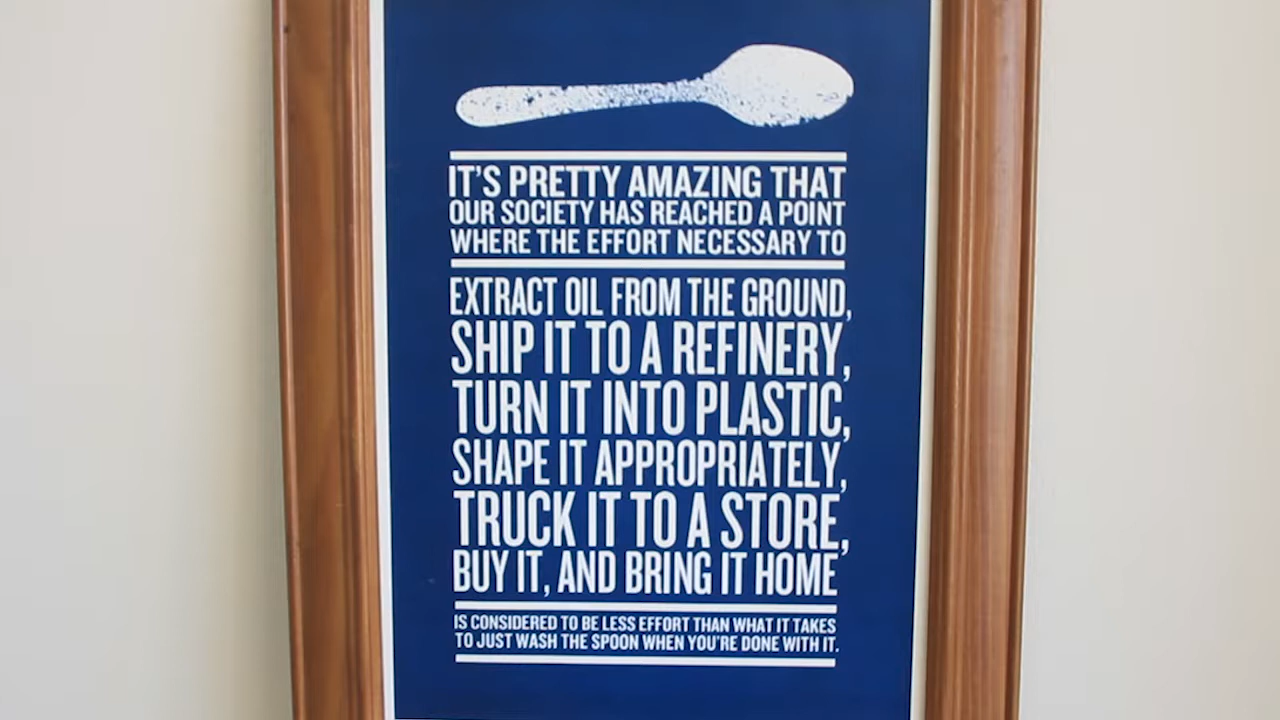 IT'S PRETTY AMAZING THAT
OUR SOCIETY HAS REACHED A POINT
WHERE THE EFFORT NECESSARY TO
EXTRACT OIL FROM THE GROUND,
SHIP IT TO A REFINERY,
TURN IT INTO PLASTIC,
SHAPE IT APPROPRIATELY,
TRUCK IT TO A STORE,
BUY IT, AND BRING IT HOME
IS CONSIDERED TO BE LESS EFFORT THAN WHAT IT TAKES
TO JUST WASH THE SPOON WHEN YOU'RE DONE WITH IT.